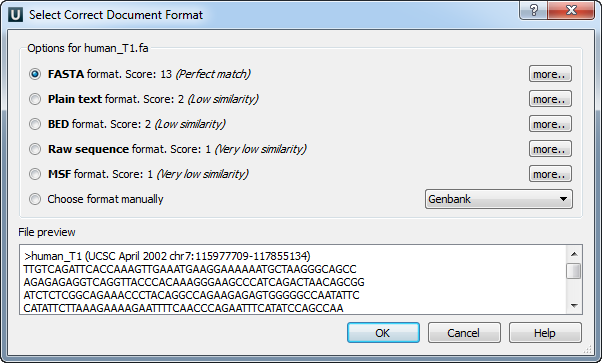 U Select Correct Document Format
Options for human_T1.fa
FASTA format. Score: 13 (Perfect match) more..
Plain text format. Score: 2 (Low similarity) more..
BED format. Score: 2 (Low similarity) more..
Raw sequence format. Score: 1 (Very low similarity) more..
MSF format. Score: 1 (Very low similarity) more..
Choose format manually Genbank
File preview
>human_T1 (UCSC April 2002 chr7:115977709-117855134)
TTGTCAGATTCACCAAAGTTGAAATGAAGGAAAAAATGCTAAGGGCAGCC
AGAGAGAGGTCAGGTTACCCACAAAGGGAAGCCCATCAGACTAACAGCGG
ATCTCTCGGCAGAAACCCTACAGGCCAGAAGAGAGTGGGGGCCAATATTC
CATATTCTTAAAGAAAAGAATTTTCAACCCAGAATTTCATATCCAGCCAA
OK Cancel Help